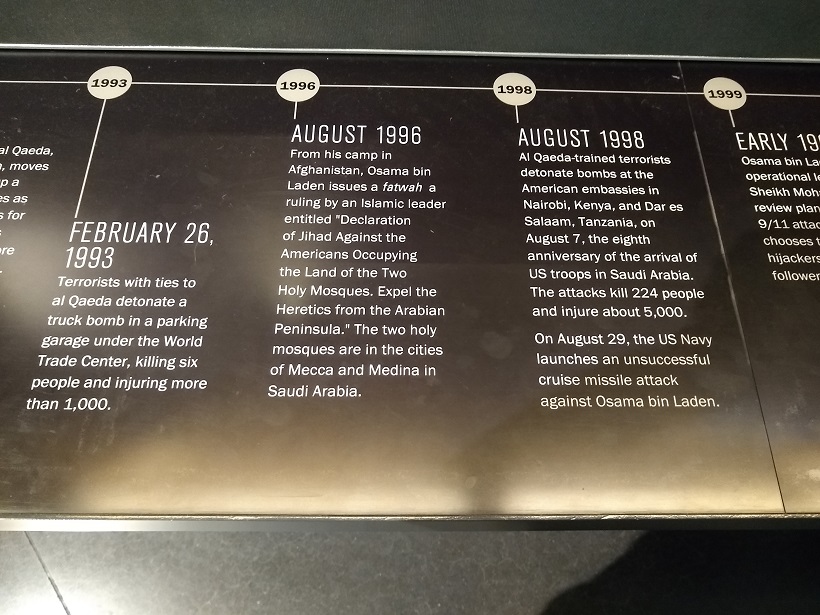 1993
1996
1998
1999
al Qaeda,
moves
up a
es as
s for
s
ore
FEBRUARY 26,
1993
Terrorists with ties to
al Qaeda detonate a
truck bomb in a parking
garage under the World
Trade Center, killing six
people and injuring more
than 1,000.
AUGUST 1996
From his camp in
Afghanistan, Osama bin
Laden issues a fatwah a
ruling by an Islamic leader
entitled "Declaration
of Jihad Against the
Americans Occupying
the Land of the Two
Holy Mosques. Expel the
Heretics from the Arabian
Peninsula." The two holy
mosques are in the cities
of Mecca and Medina in
Saudi Arabia.
AUGUST 1998
Al Qaeda-trained terrorists
detonate bombs at the
American embassies in
Nairobi, Kenya, and Dar es
Salaam, Tanzania, on
August 7, the eighth
anniversary of the arrival of
US troops in Saudi Arabia.
The attacks kill 224 people
and injure about 5,000.
On August 29, the US Navy
launches an unsuccessful
cruise missile attack
against Osama bin Laden.
EARLY 19
Osama bin La
operational le
Sheikh Moh
review plan
9/11 attac
chooses t
hijackers
follower